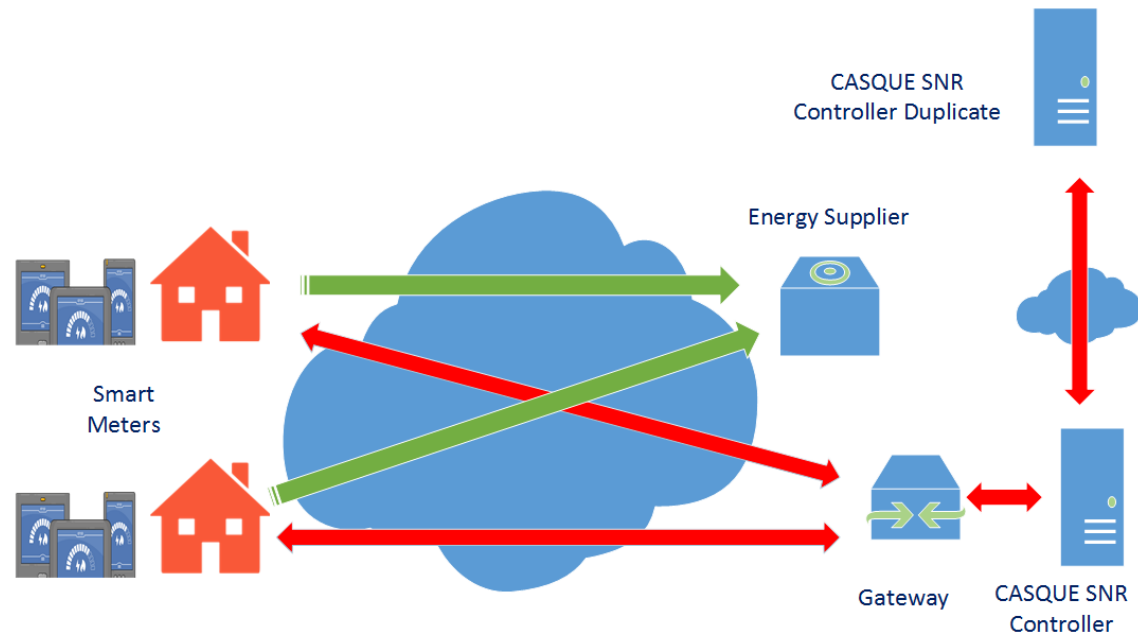 CASQUE SNR
Controller Duplicate
Energy Supplier
Smart
Meters
Gateway
CASQUE SNR
Controller